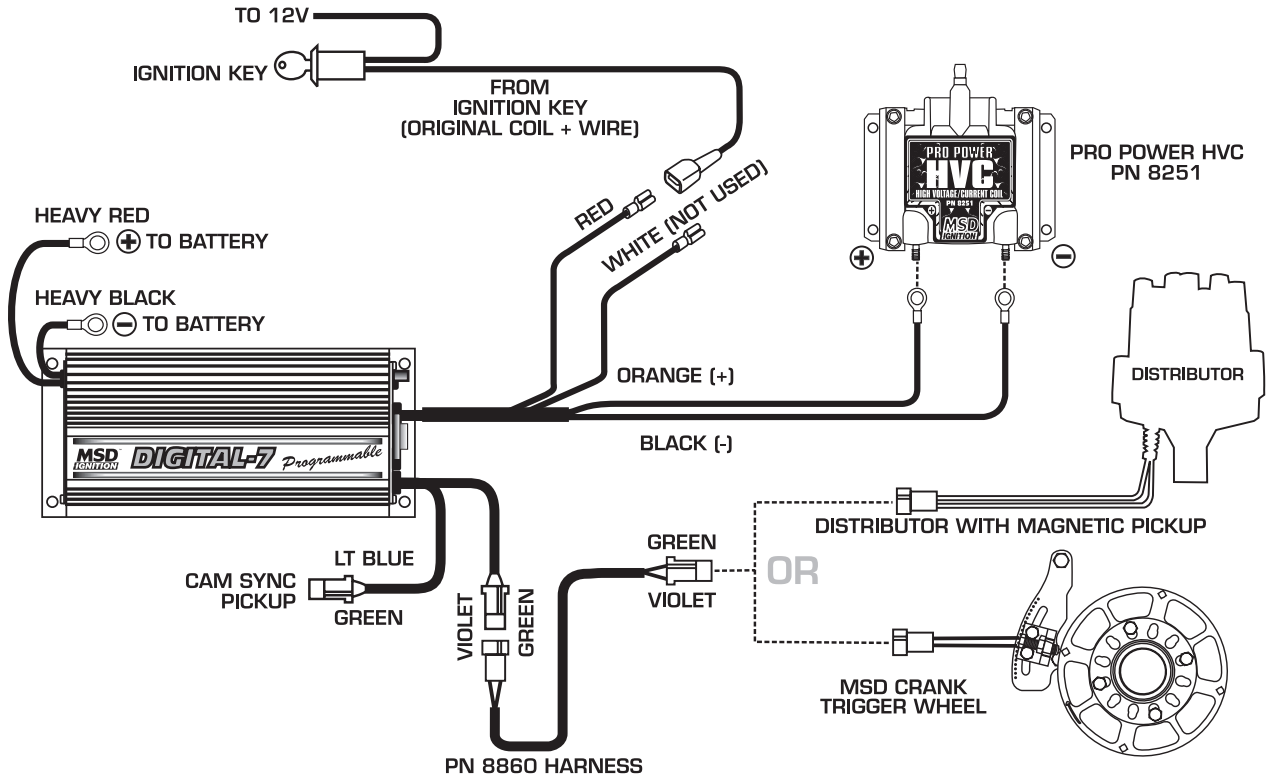 TO 12V
IGNITION KEY
FROM
IGNITION KEY
(ORIGINAL COIL + WIRE)
PRO POWER
HVC
HIGH VOLTAGE/CURRENT COIL
PN 8251
MSD
IGNITION
+
-
PRO POWER HVC
PN 8251
RED
WHITE (NOT USED)
HEAVY RED
+ TO BATTERY
HEAVY BLACK
- TO BATTERY
+
-
ORANGE (+)
BLACK (-)
DISTRIBUTOR
MSD
IGNITION
DIGITAL-7 Programmable
DISTRIBUTOR WITH MAGNETIC PICKUP
OR
LT BLUE
CAM SYNC
PICKUP
GREEN
VIOLET
GREEN
GREEN
VIOLET
MSD CRANK
TRIGGER WHEEL
PN 8860 HARNESS